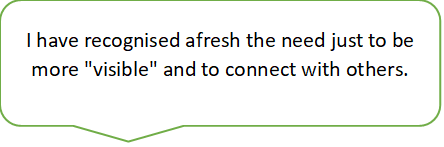 I have recognised afresh the need just to be
more "visible" and to connect with others.